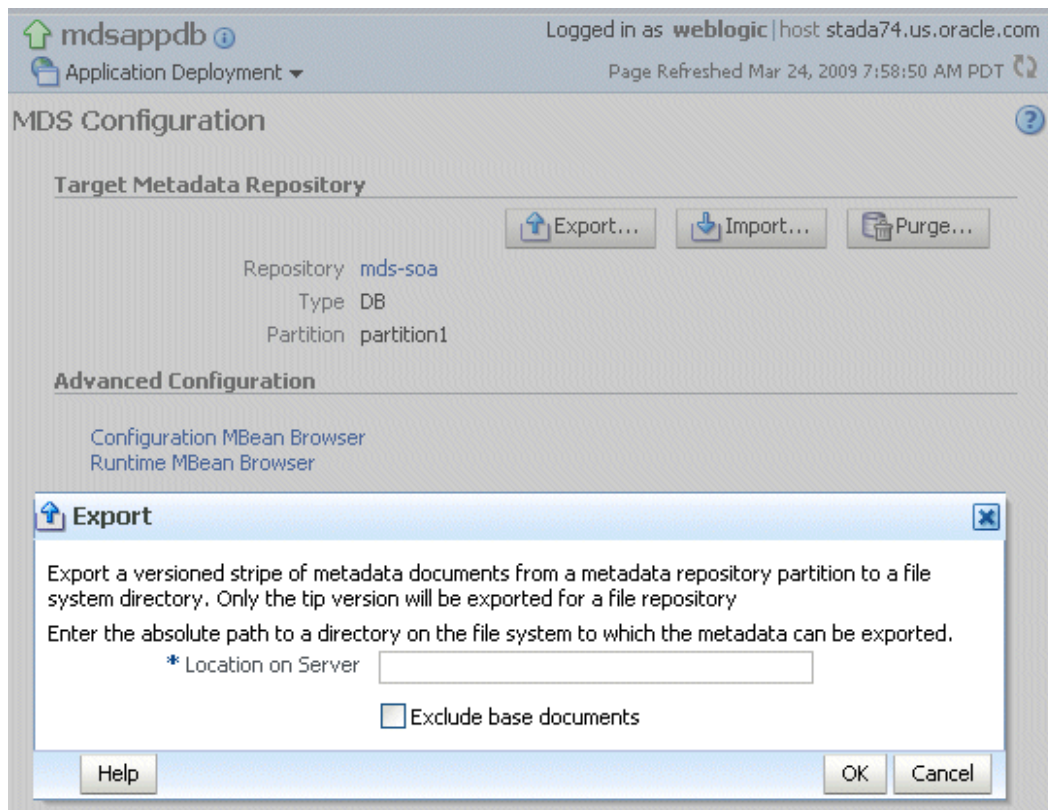 mdsappdb
Logged in as weblogic|host stada74.us.oracle.com
Application Deployment
Page Refreshed Mar 24, 2009 7:58:50 AM PDT
MDS Configuration
Target Metadata Repository
Export...
Import...
Purge...
Repository mds-soa
Type DB
Partition partition1
Advanced Configuration
Configuration MBean Browser
Runtime MBean Browser
Export
Export a versioned stripe of metadata documents from a metadata repository partition to a file
system directory. Only the tip version will be exported for a file repository
Enter the absolute path to a directory on the file system to which the metadata can be exported.
* Location on Server
Exclude base documents
Help
OK
Cancel